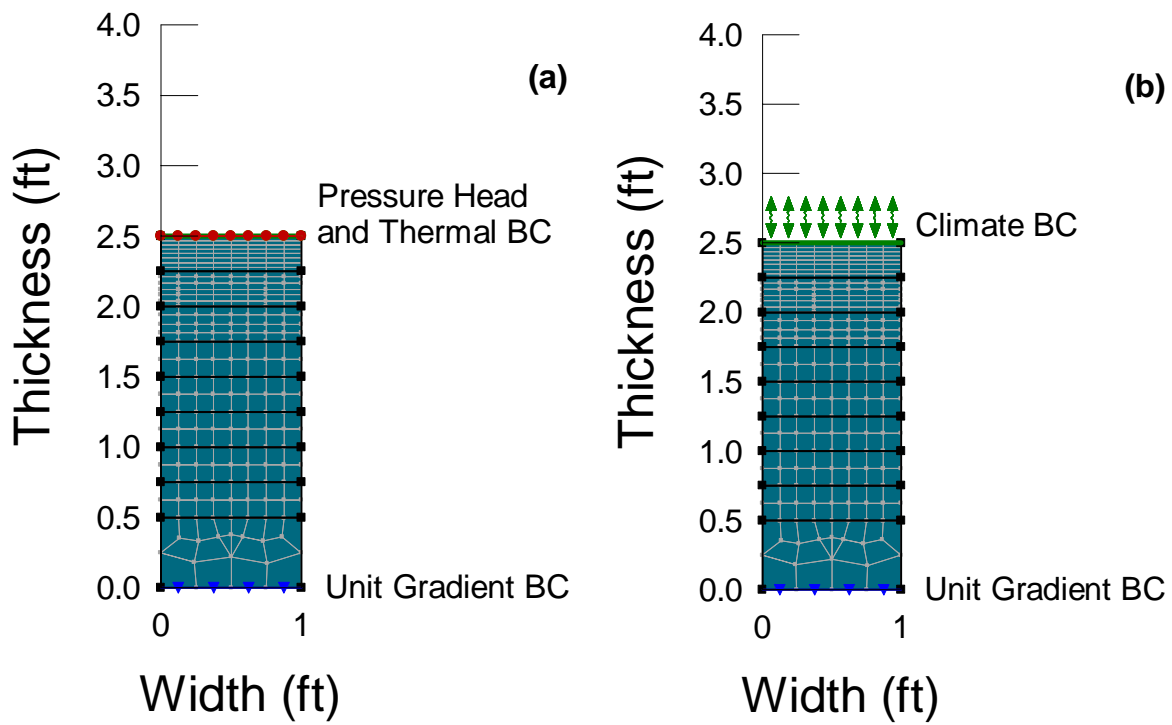 (a)
Thickness (ft)
4.0
3.5
3.0
2.5
2.0
1.5
1.0
0.5
0.0
Pressure Head
and Thermal BC
Unit Gradient BC
0
1
Width (ft)
(b)
Thickness (ft)
4.0
3.5
3.0
2.5
2.0
1.5
1.0
0.5
0.0
Climate BC
Unit Gradient BC
0
1
Width (ft)